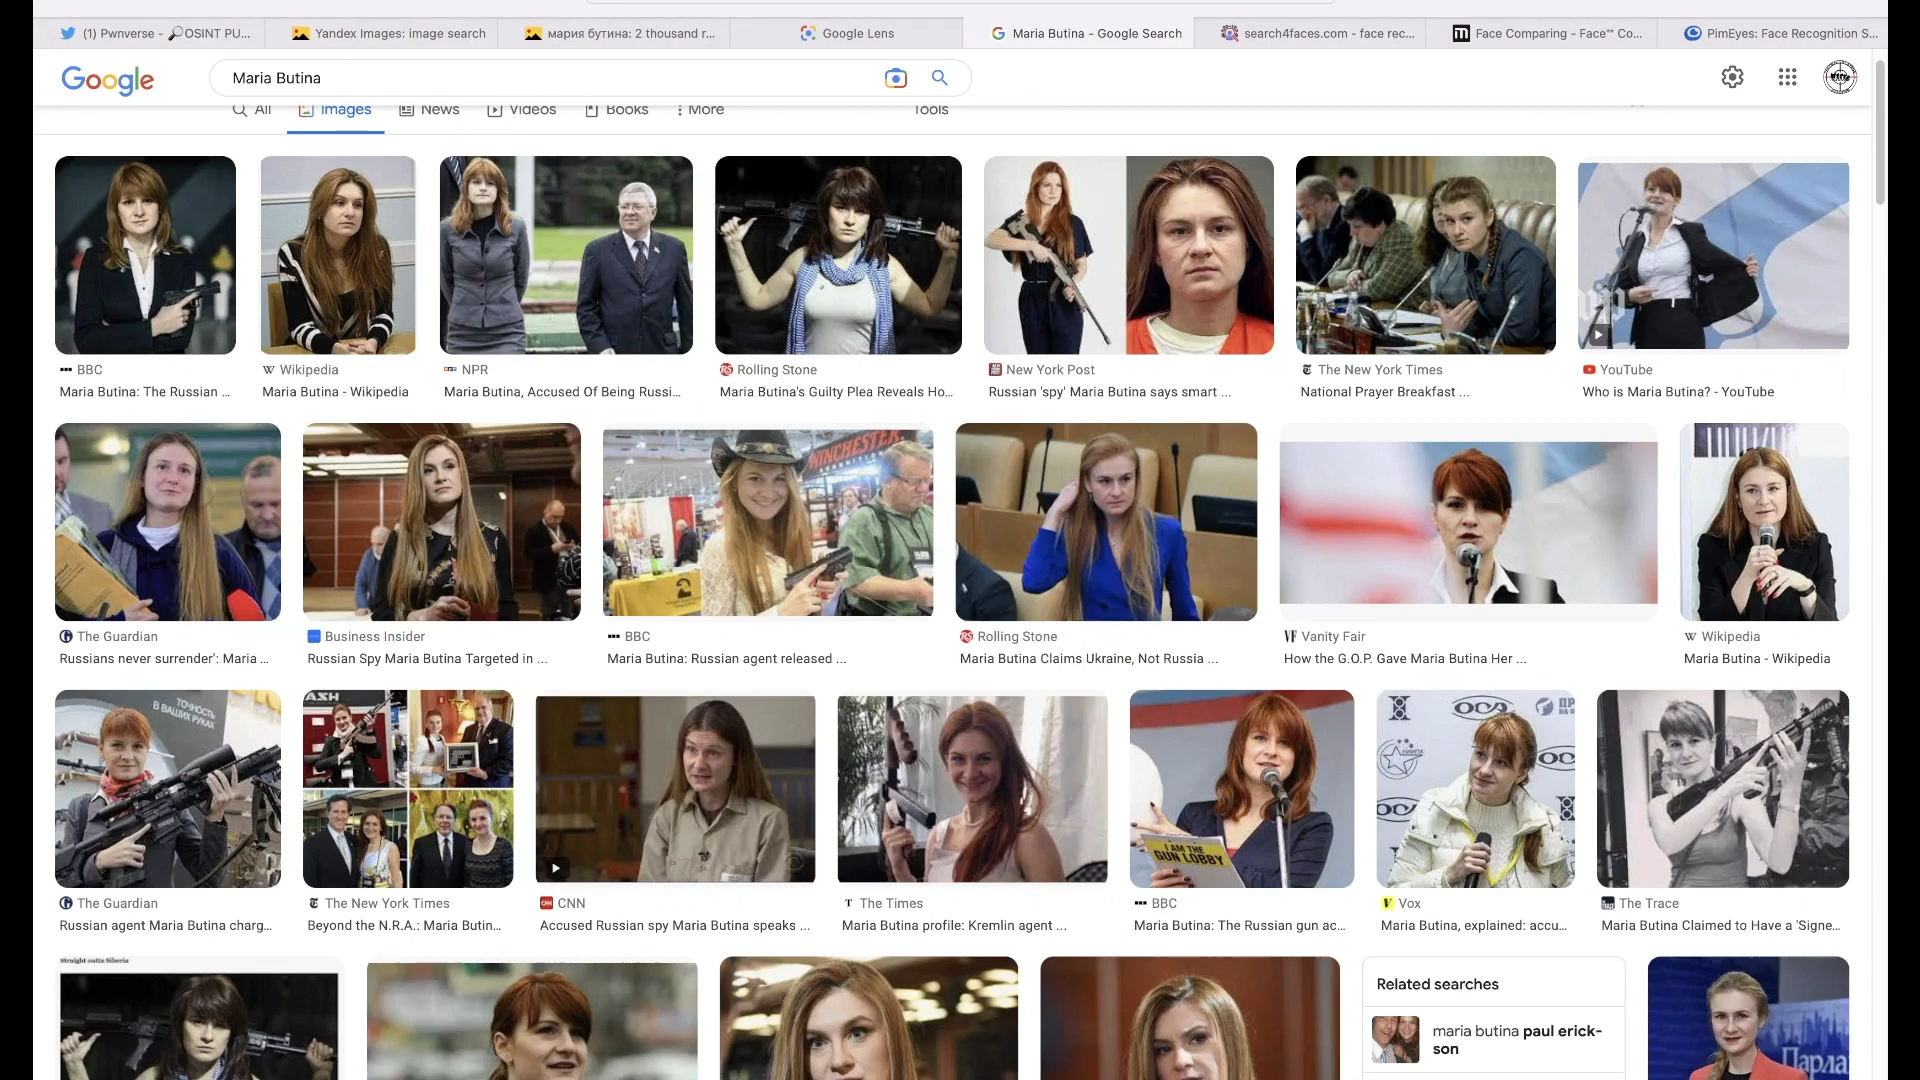 (1) Pwnverse - 🔎OSINT PU...
Yandex Images: image search
мария бутина: 2 thousand r...
Google Lens
Maria Butina - Google Search
search4faces.com - face rec...
Face Comparing - Face⁺⁺ Co...
PimEyes: Face Recognition S...
Google
Maria Butina
All
Images
News
Videos
Books
More
Tools
BBC
Maria Butina: The Russian ...
Wikipedia
Maria Butina - Wikipedia
NPR
Maria Butina, Accused Of Being Russi...
Rolling Stone
Maria Butina's Guilty Plea Reveals Ho...
New York Post
Russian 'spy' Maria Butina says smart ...
The New York Times
National Prayer Breakfast ...
YouTube
Who is Maria Butina? - YouTube
WINCHESTER
The Guardian
Russians never surrender': Maria ...
Business Insider
Russian Spy Maria Butina Targeted in ...
BBC
Maria Butina: Russian agent released ...
Rolling Stone
Maria Butina Claims Ukraine, Not Russia ...
Vanity Fair
How the G.O.P. Gave Maria Butina Her ...
Wikipedia
Maria Butina - Wikipedia
ТОЧНОСТЬ
В ВАШИХ РУКАХ
I AM THE
GUN LOBBY
ОСА
The Guardian
Russian agent Maria Butina charg...
The New York Times
Beyond the N.R.A.: Maria Butin...
CNN
Accused Russian spy Maria Butina speaks ...
The Times
Maria Butina profile: Kremlin agent ...
BBC
Maria Butina: The Russian gun ac...
Vox
Maria Butina, explained: accu...
The Trace
Maria Butina Claimed to Have a 'Signe...
Straight outta Siberia
Related searches
maria butina paul erick-
son